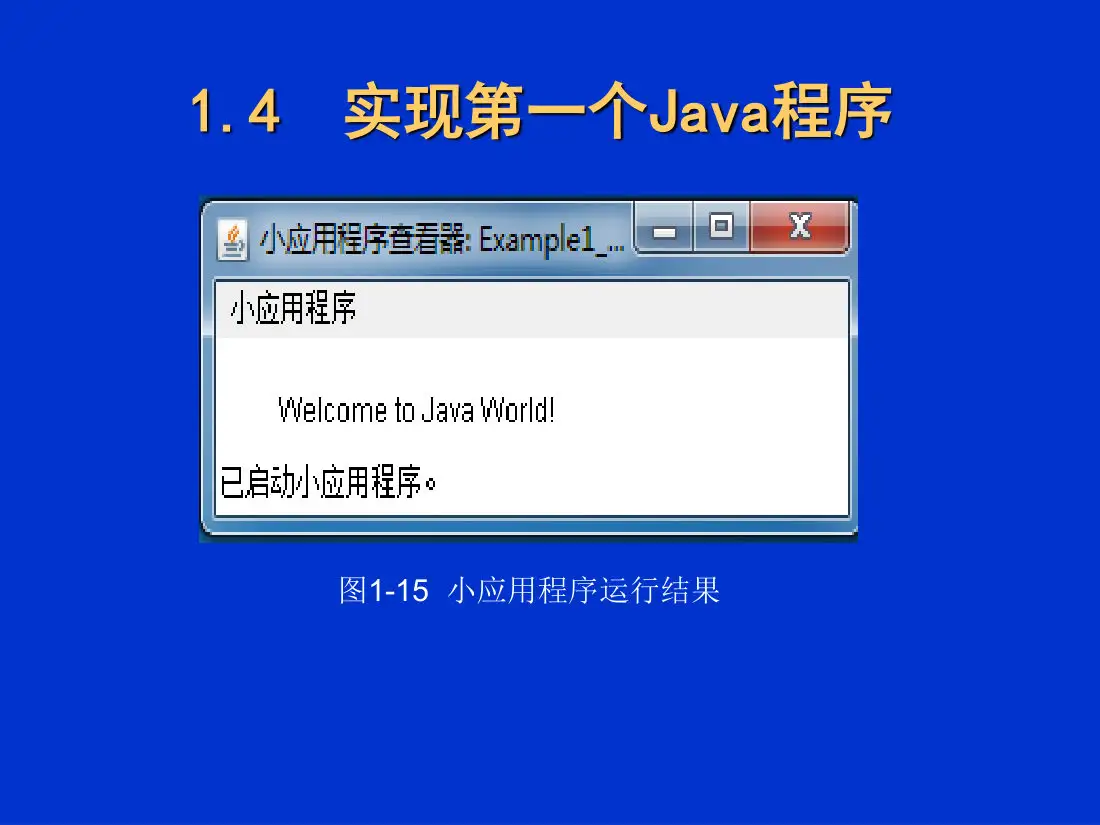 1.4 实现第一个Java程序
小应用程序查看器: Example1_...
小应用程序
Welcome to Java World!
已启动小应用程序。
图1-15 小应用程序运行结果